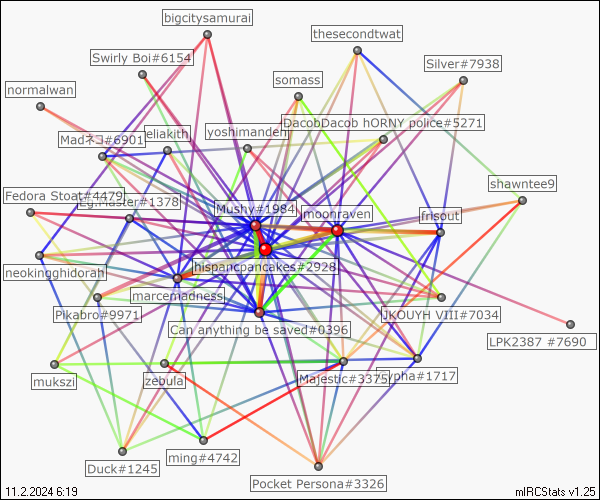 bigcitysamurai
thesecondtwat
Swirly Boi#6154
Silver#7938
somass
normalwan
DacobDacob hORNY police#5271
Madネコ#6901
eliakith
yoshimandeh
shawntee9
Fedora Stoat#4479
master#1378
Mushy#1984
moonraven
frisout
neokingghidorah
hispancpancakes#2928
marcemadness
Pikabro#9971
JKOUYH VIII#7034
Can anything be saved#0396
LPK2387 #7690
mukszi
zebula
Majestic#3375
ypha#1717
ming#4742
Duck#1245
Pocket Persona#3326
11.2.2024 6:19
mIRCStats v1.25